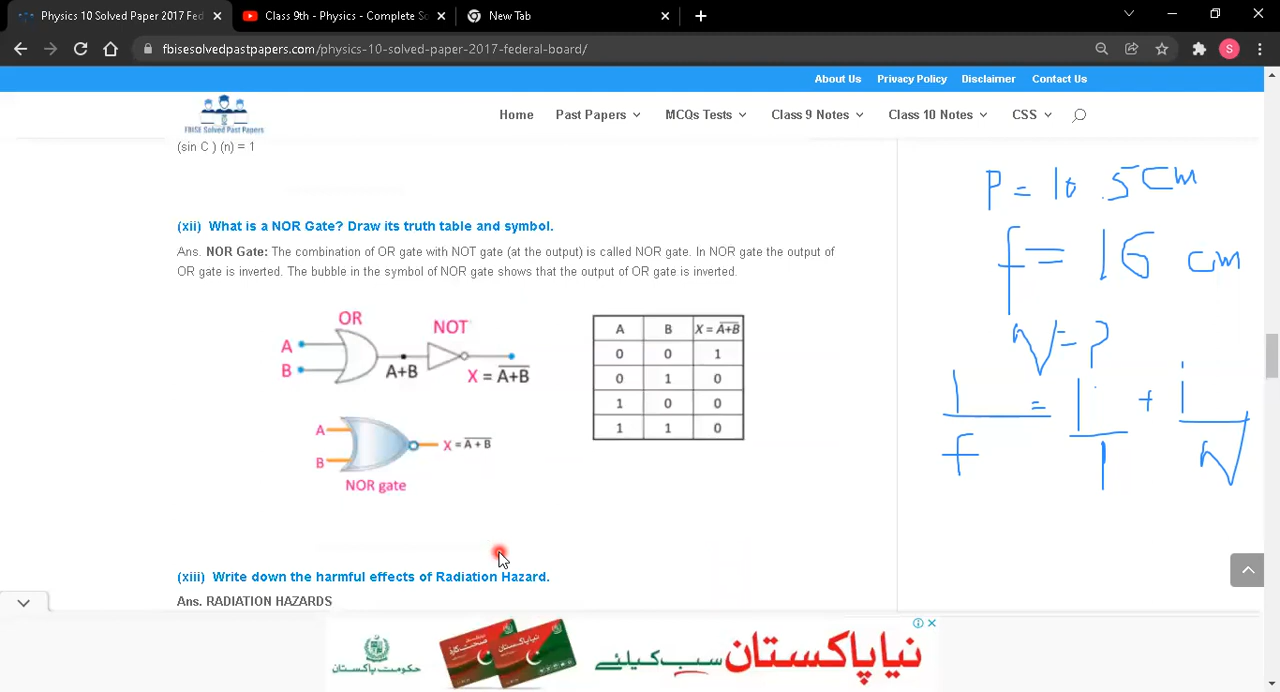 Physics 10 Solved Paper 2017 Fed
Class 9th - Physics - Complete So
New Tab
fbisesolvedpastpapers.com/physics-10-solved-paper-2017-federal-board/
S
About Us Privacy Policy Disclaimer Contact Us
FBISE Solved Past Papers
Home Past Papers MCQs Tests Class 9 Notes Class 10 Notes CSS
(sin C ) (n) = 1
(xii) What is a NOR Gate? Draw its truth table and symbol.
Ans. NOR Gate: The combination of OR gate with NOT gate (at the output) is called NOR gate. In NOR gate the output of
OR gate is inverted. The bubble in the symbol of NOR gate shows that the output of OR gate is inverted.
OR NOT
A
B
A+B
X = A̅+̅B̅
A
B
X = A̅+̅B̅
NOR gate
A B X = A̅+̅B̅
0 0 1
0 1 0
1 0 0
1 1 0
(xiii) Write down the harmful effects of Radiation Hazard.
Ans. RADIATION HAZARDS
P = 10.5 Cm
f = 16 cm
= ?
1/f = 1/ + 1/
حکومت پاکستان
نیا پاکستان سب کیلئے